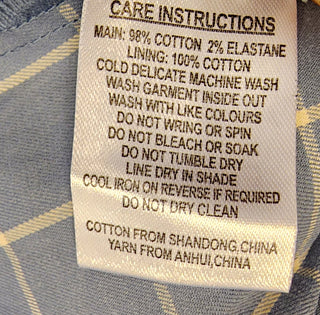 CARE INSTRUCTIONS
MAIN: 98% COTTON 2% ELASTANE
LINING: 100% COTTON
COLD DELICATE MACHINE WASH
WASH GARMENT INSIDE OUT
WASH WITH LIKE COLOURS
DO NOT WRING OR SPIN
DO NOT BLEACH OR SOAK
DO NOT TUMBLE DRY
LINE DRY IN SHADE
COOL IRON ON REVERSE IF REQUIRED
DO NOT DRY CLEAN
COTTON FROM SHANDONG,CHINA
YARN FROM ANHUI,CHINA